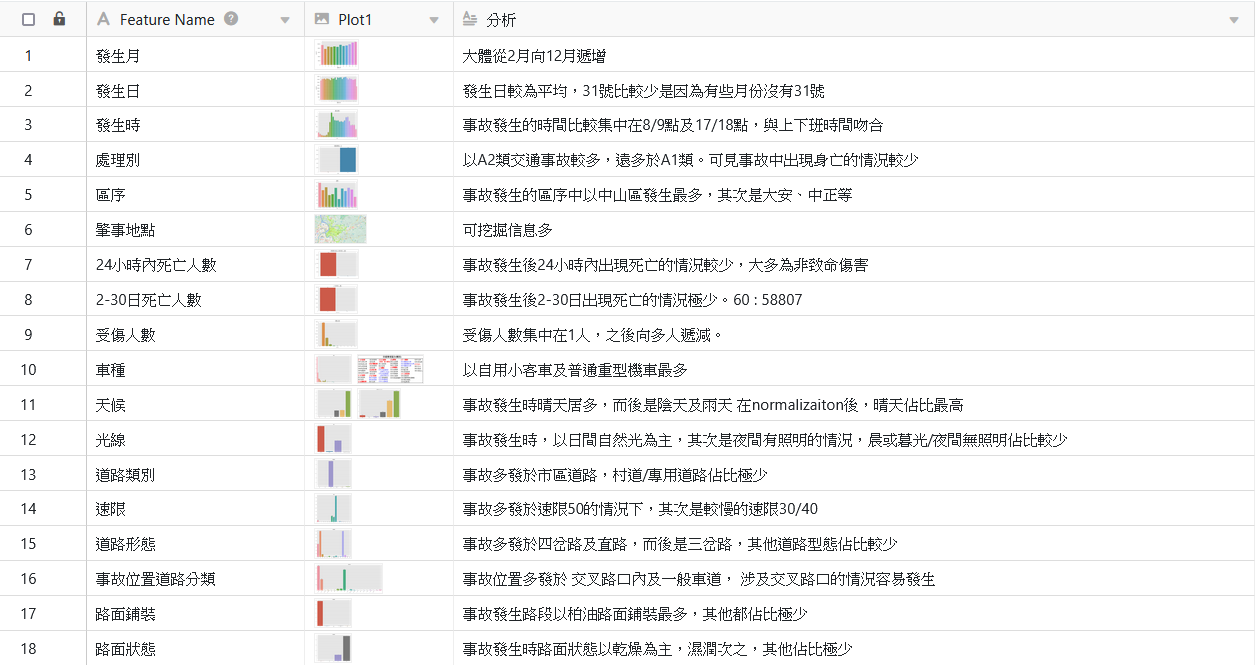 Feature Name Plot1 分析
1 發生月 大體從2月向12月遞增
2 發生日 發生日較為平均，31號比較少是因為有些月份沒有31號
3 發生時 事故發生的時間比較集中在8/9點及17/18點，與上下班時間吻合
4 處理別 以A2類交通事故較多，遠多於A1類。可見事故中出現身亡的情況較少
5 區序 事故發生的區序中以中山區發生最多，其次是大安、中正等
6 肇事地點 可挖掘信息多
7 24小時內死亡人數 事故發生後24小時內出現死亡的情況較少，大多為非致命傷害
8 2-30日死亡人數 事故發生後2-30日出現死亡的情況極少。60 : 58807
9 受傷人數 受傷人數集中在1人，之後向多人遞減。
10 車種 以自用小客車及普通重型機車最多
11 天候 事故發生時晴天居多，而後是陰天及雨天 在normalizaiton後，晴天佔比最高
12 光線 事故發生時，以日間自然光為主，其次是夜間有照明的情況，晨或暮光/夜間無照明佔比較少
13 道路類別 事故多發於市區道路，村道/專用道路佔比極少
14 速限 事故多發於速限50的情況下，其次是較慢的速限30/40
15 道路形態 事故多發於四岔路及直路，而後是三岔路，其他道路型態佔比較少
16 事故位置道路分類 事故位置多發於 交叉路口內及一般車道， 涉及交叉路口的情況容易發生
17 路面鋪裝 事故發生路段以柏油路面鋪裝最多，其他都佔比極少
18 路面狀態 事故發生時路面狀態以乾燥為主，濕潤次之，其他佔比極少